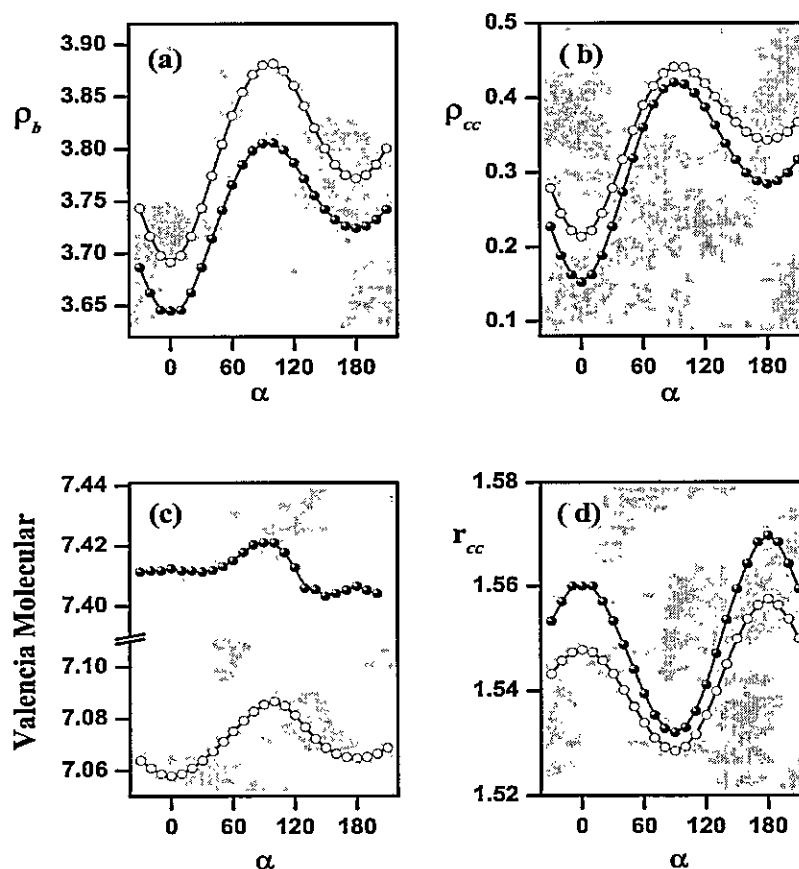 (a)
ρb
3.90
3.85
3.80
3.75
3.70
3.65
0 60 120 180
α
( b)
ρcc
0.5
0.4
0.3
0.2
0.1
0 60 120 180
α
(c)
Valencia Molecular
7.44
7.42
7.40
7.10
7.08
7.06
0 60 120 180
α
( d)
rcc
1.58
1.56
1.54
1.52
0 60 120 180
α